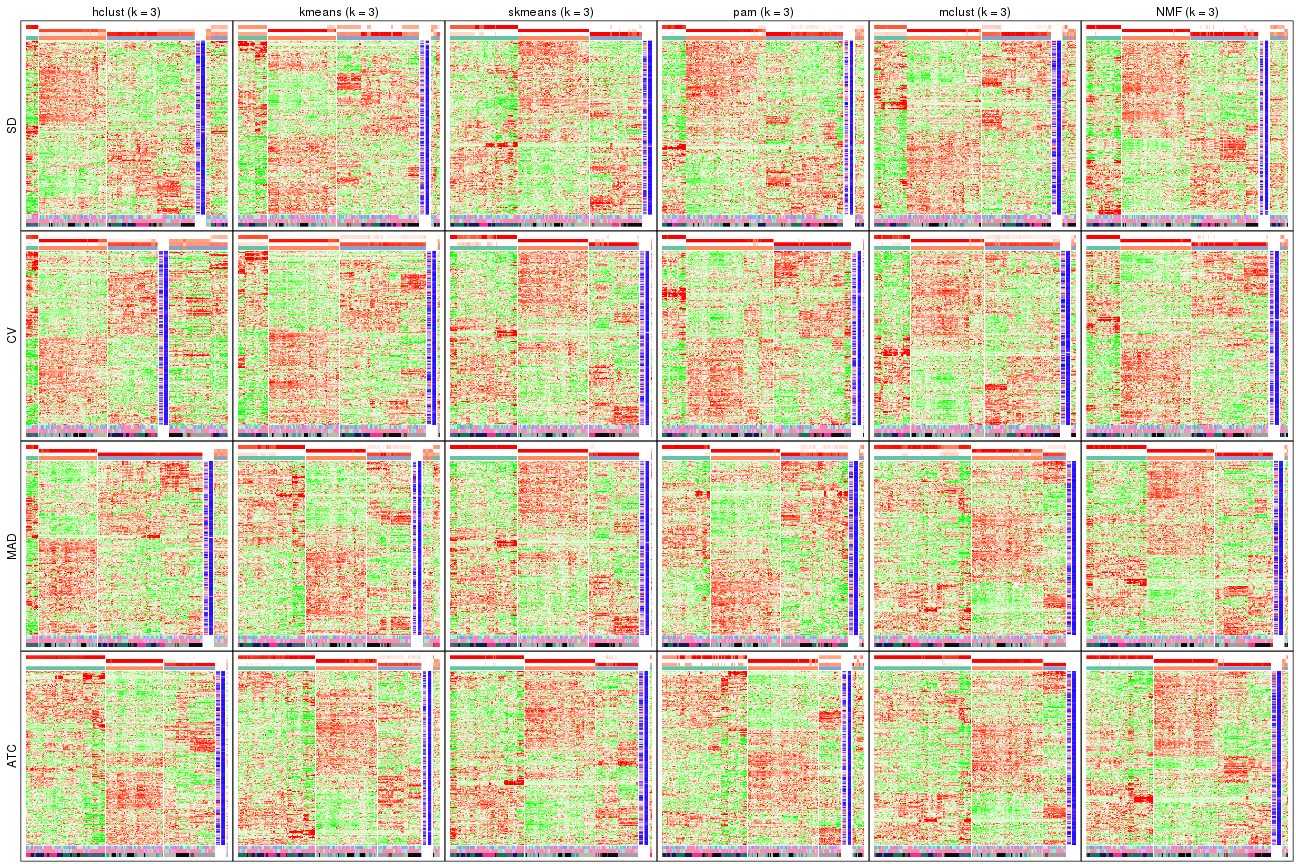 hclust (k = 3) kmeans (k = 3) skmeans (k = 3) pam (k = 3) mclust (k = 3) NMF (k = 3)
SD
CV
MAD
ATC